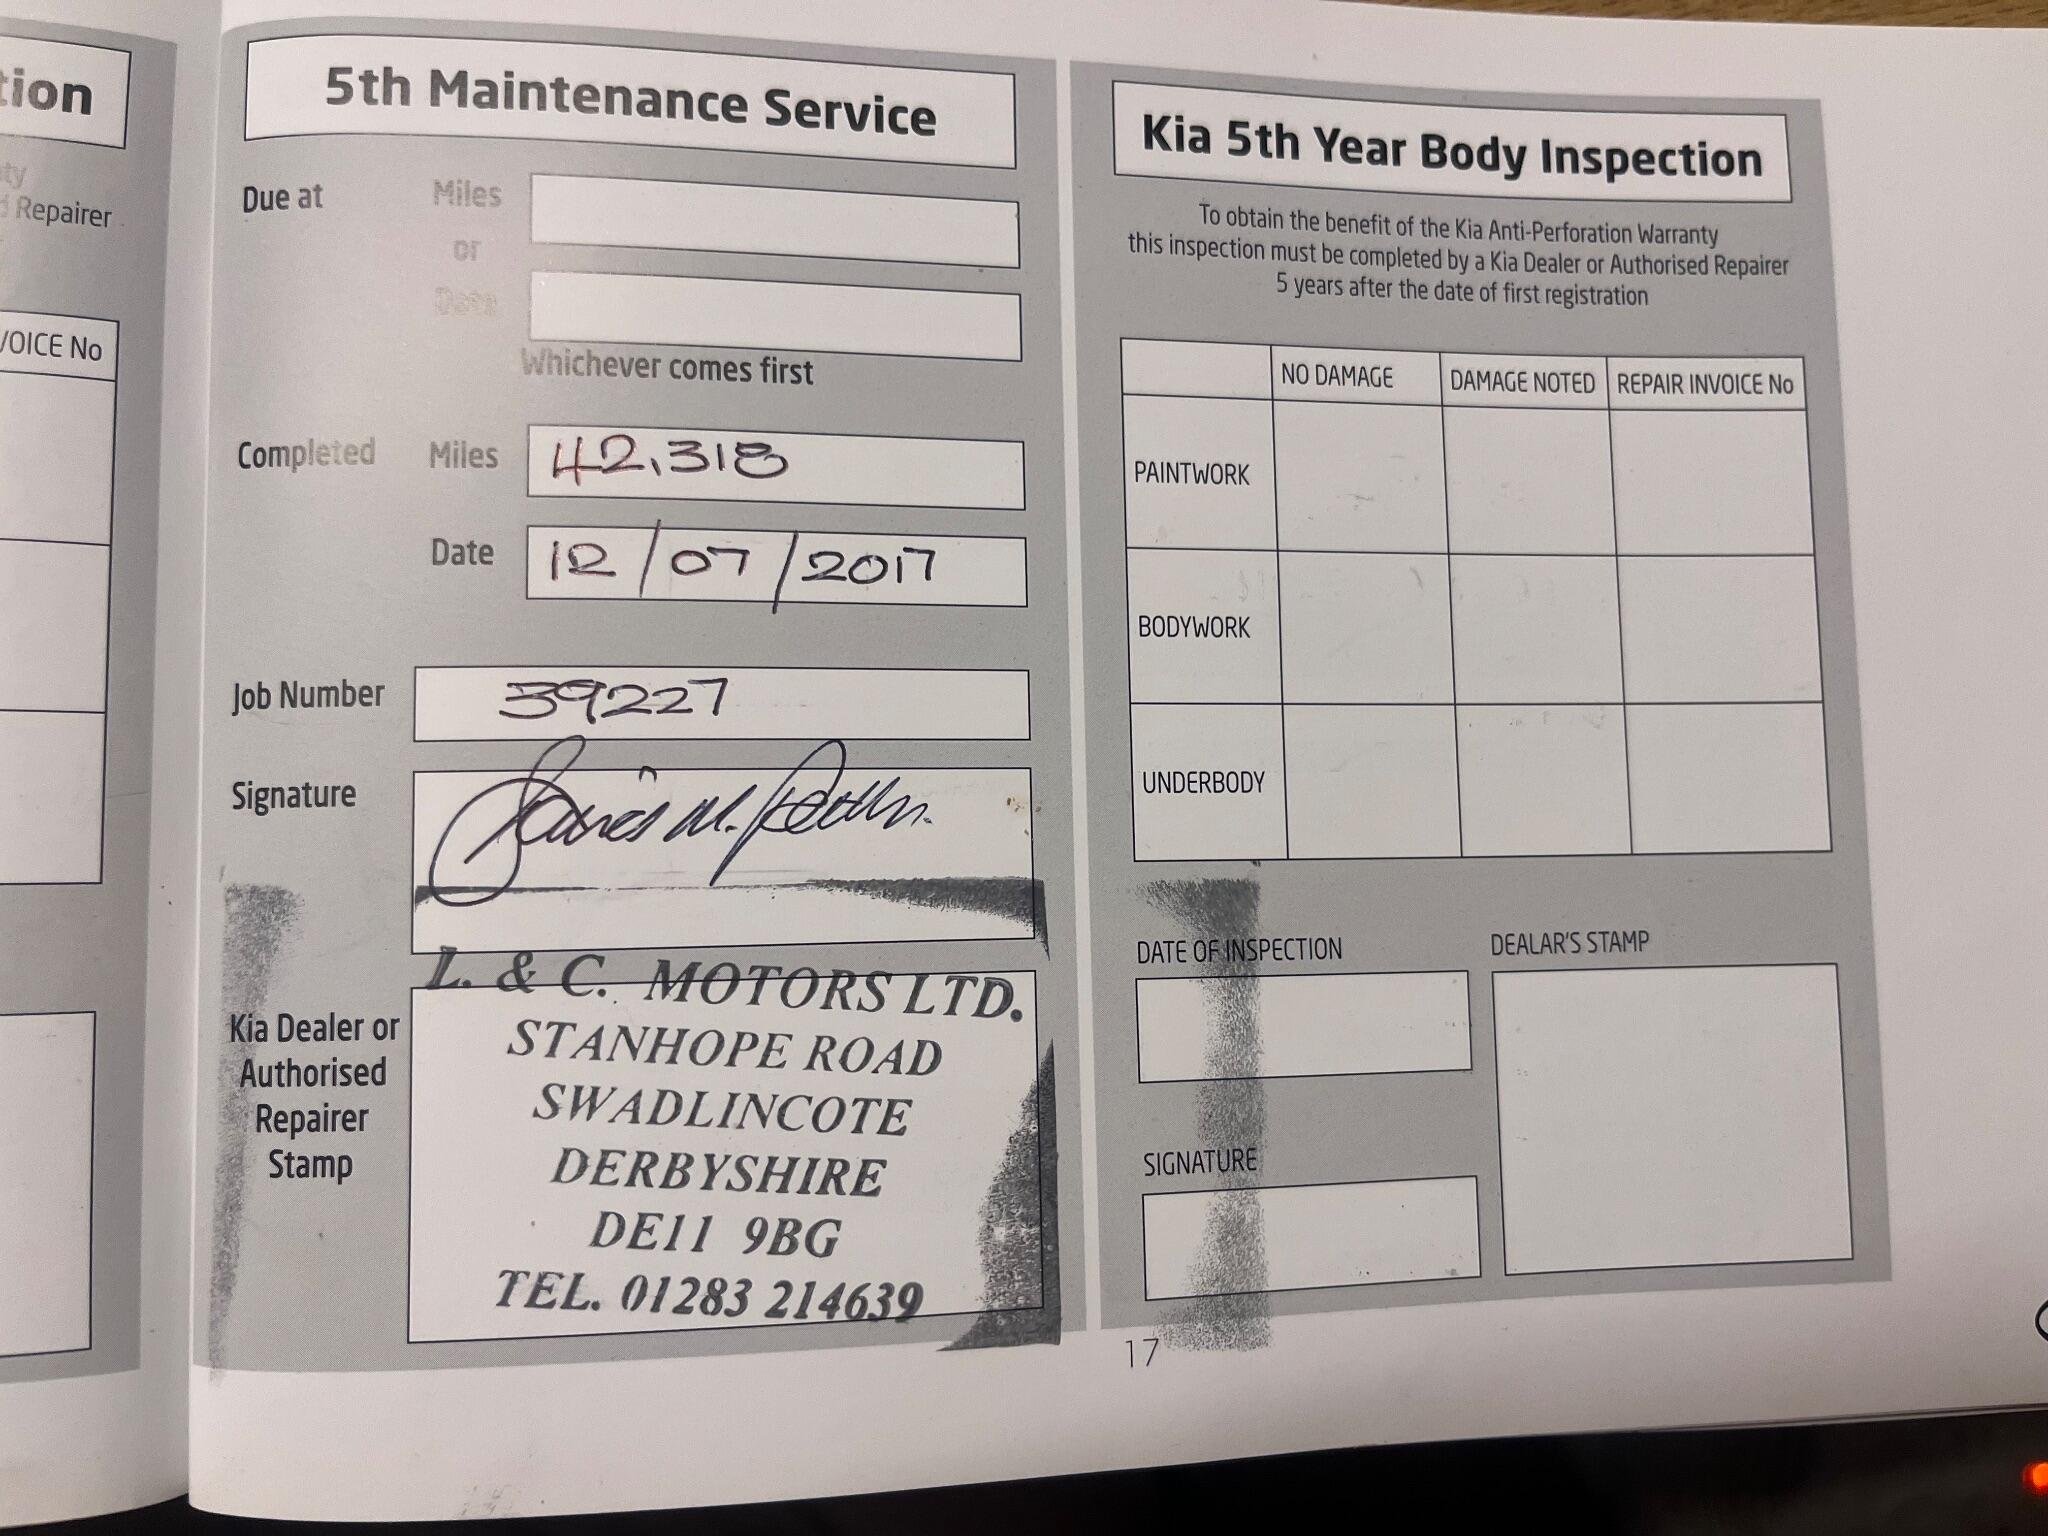 tion
ty
d Repairer
VOICE No
5th Maintenance Service
Due at
Miles
or
Date
Whichever comes first
Completed
Miles 42,318
Date 12/07/2017
Job Number 39227
Signature
Kia Dealer or
Authorised
Repairer
Stamp
L. & C. MOTORS LTD.
STANHOPE ROAD
SWADLINCOTE
DERBYSHIRE
DE11 9BG
TEL. 01283 214639
Kia 5th Year Body Inspection
To obtain the benefit of the Kia Anti-Perforation Warranty
this inspection must be completed by a Kia Dealer or Authorised Repairer
5 years after the date of first registration
NO DAMAGE DAMAGE NOTED REPAIR INVOICE No
PAINTWORK
BODYWORK
UNDERBODY
DATE OF INSPECTION
DEALAR'S STAMP
SIGNATURE
17